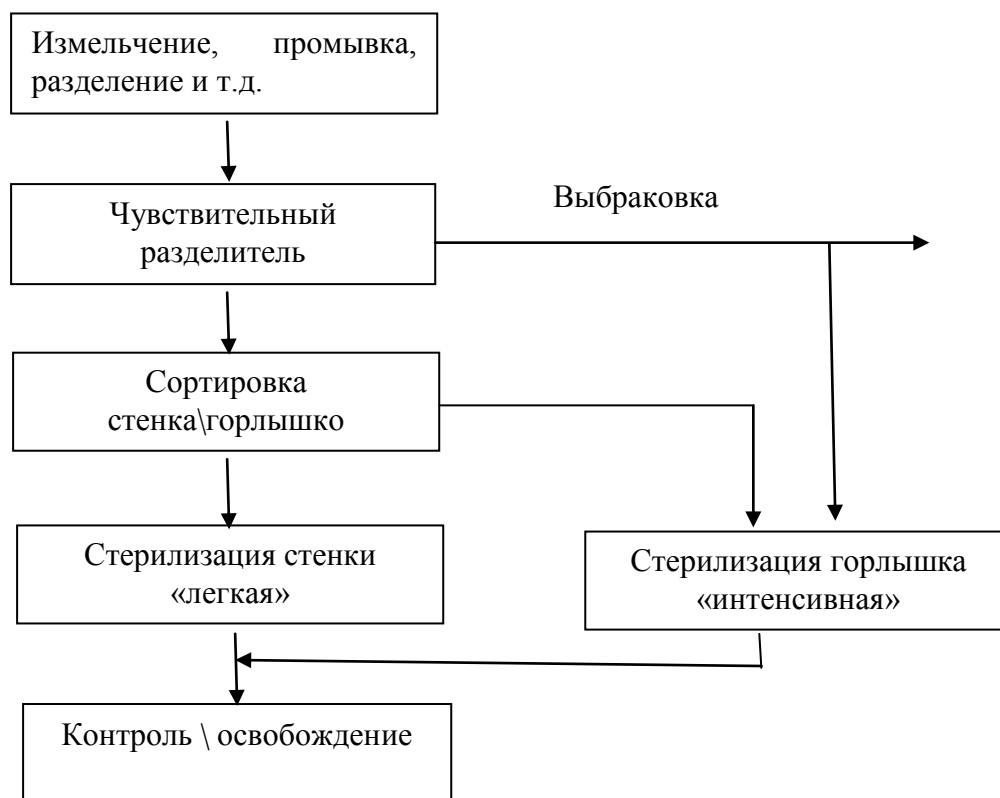 Измельчение, промывка,
разделение и т.д.
Чувствительный
разделитель
Выбраковка
Сортировка
стенка\горлышко
Стерилизация стенки
«легкая»
Стерилизация горлышка
«интенсивная»
Контроль \ освобождение